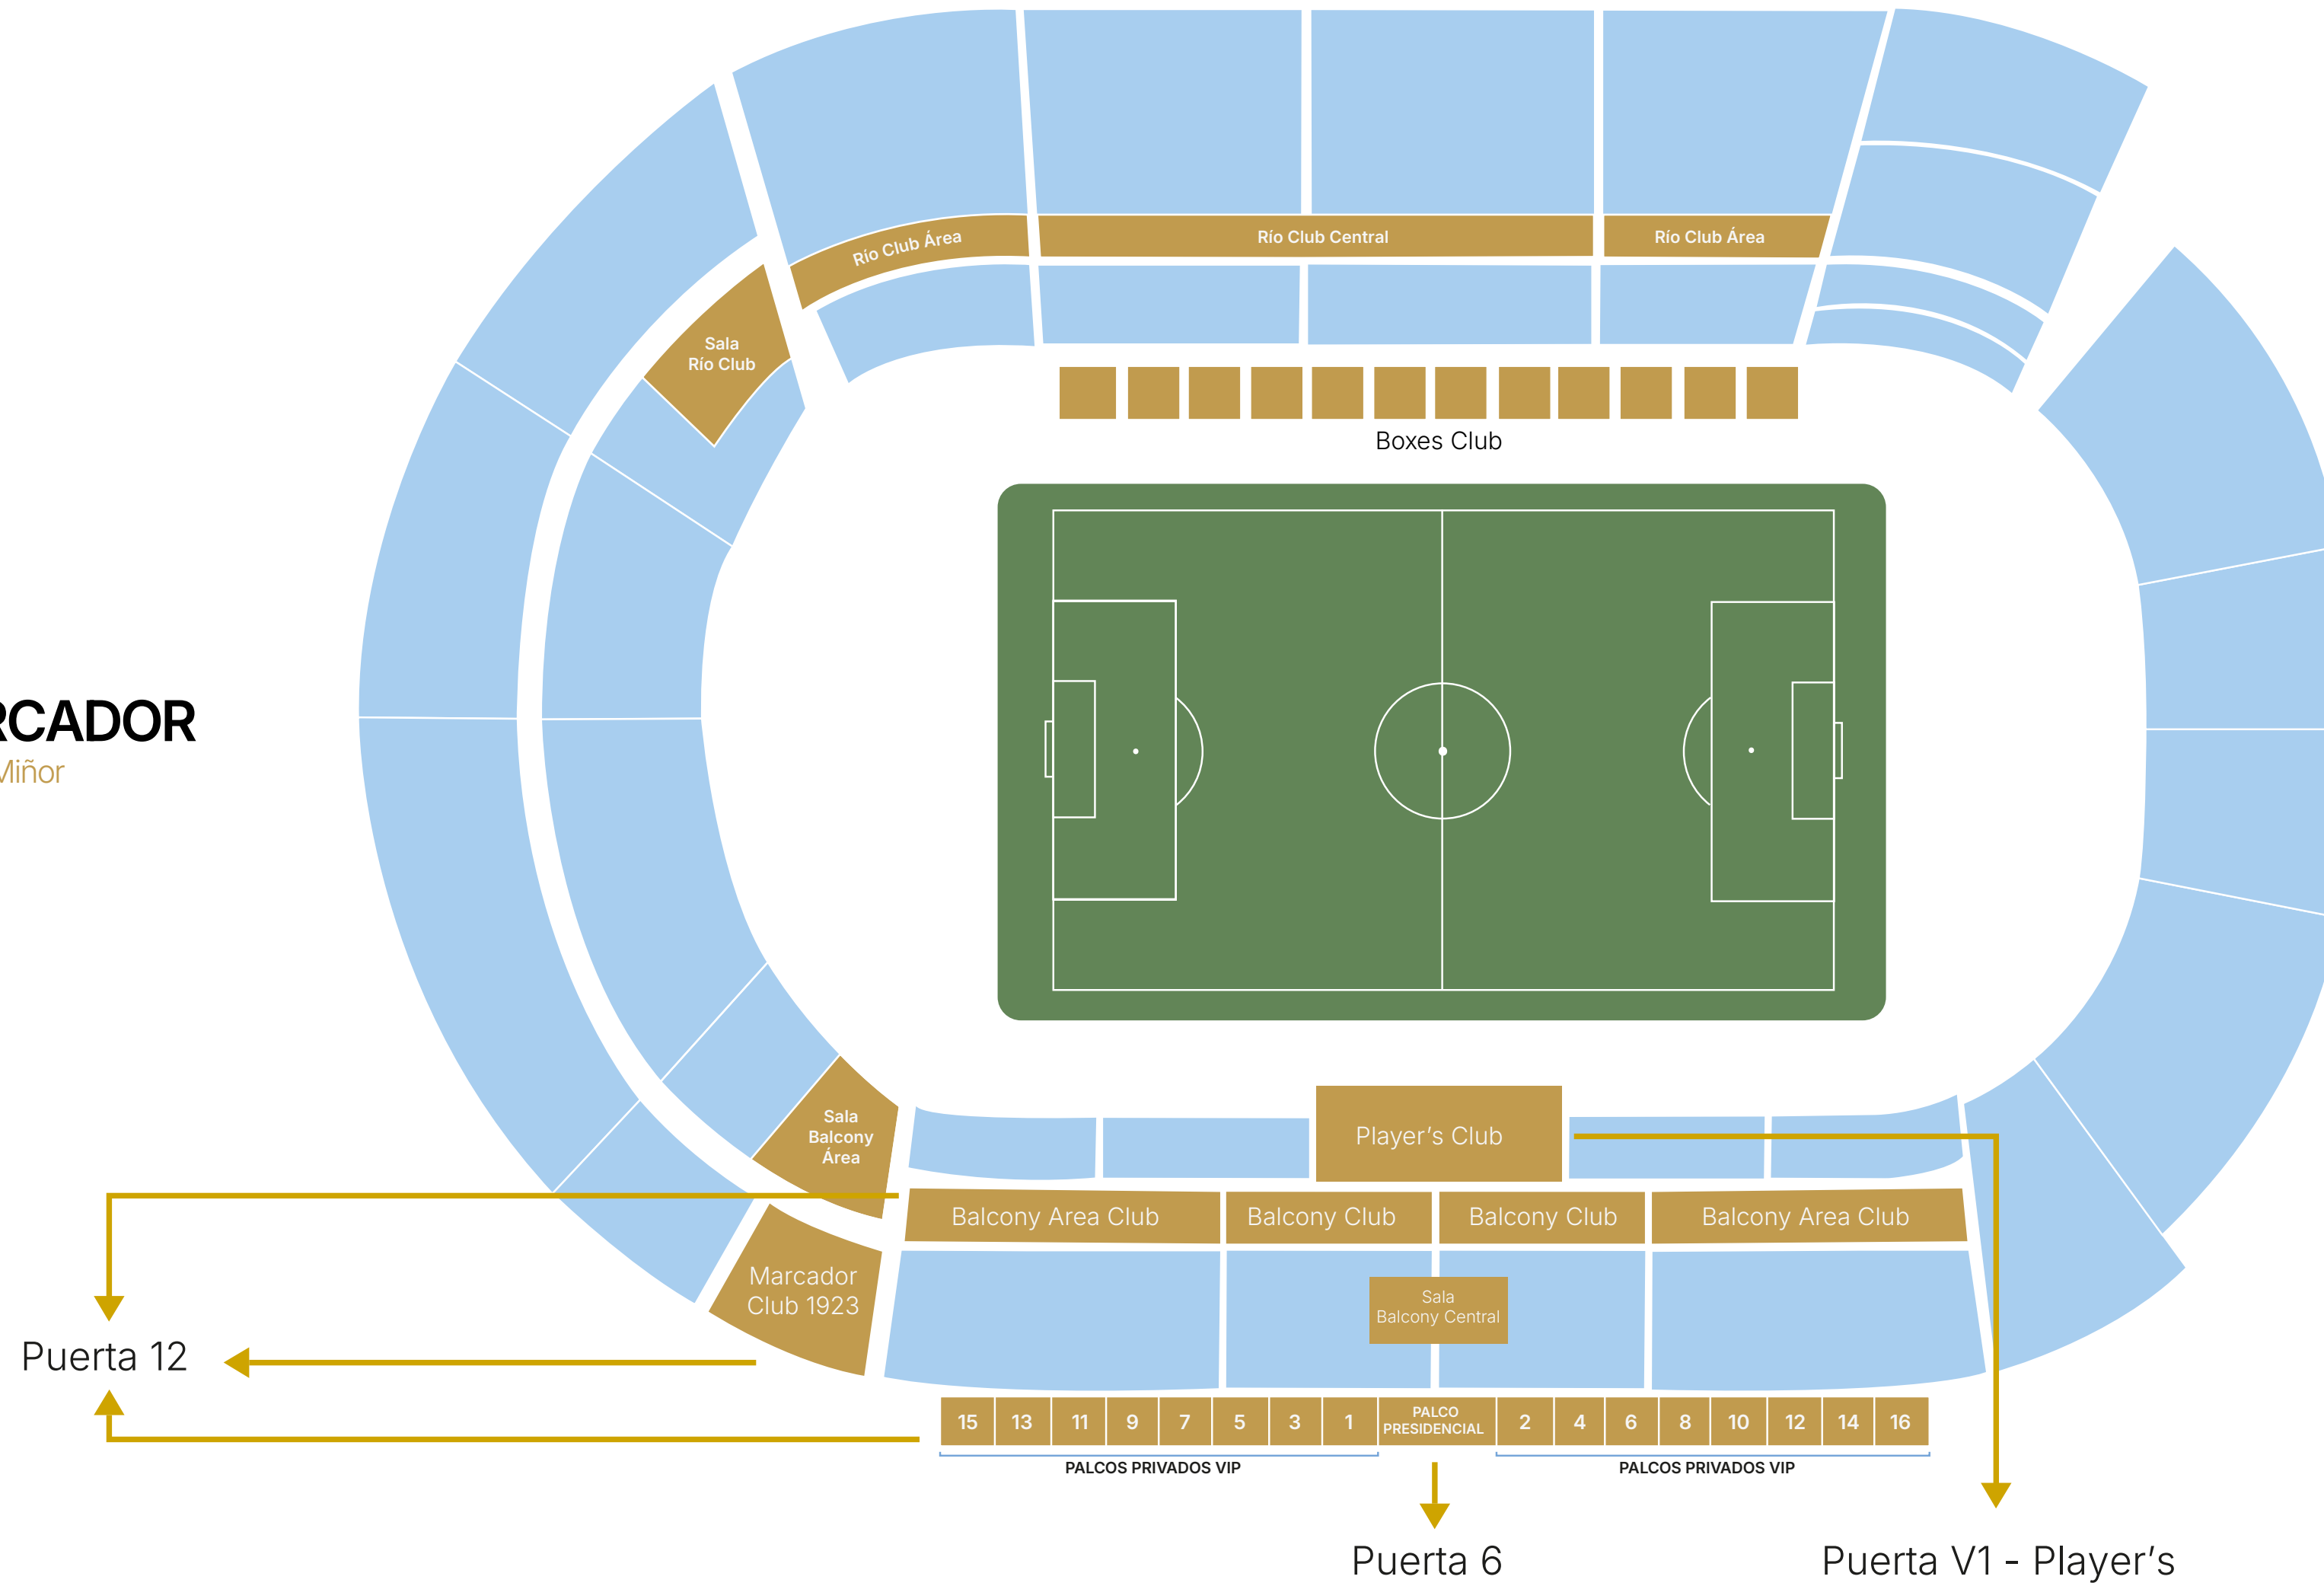 Río Club Área
Río Club Central
Río Club Área
Sala
Río Club
Boxes Club
RCADOR
Miñor
Sala
Balcony
Área
Player's Club
Balcony Area Club
Balcony Club
Balcony Club
Balcony Area Club
Marcador
Club 1923
Sala
Balcony Central
Puerta 12
15 13 11 9 7 5 3 1
PALCO
PRESIDENCIAL
2 4 6 8 10 12 14 16
PALCOS PRIVADOS VIP
PALCOS PRIVADOS VIP
Puerta 6
Puerta V1 - Player's